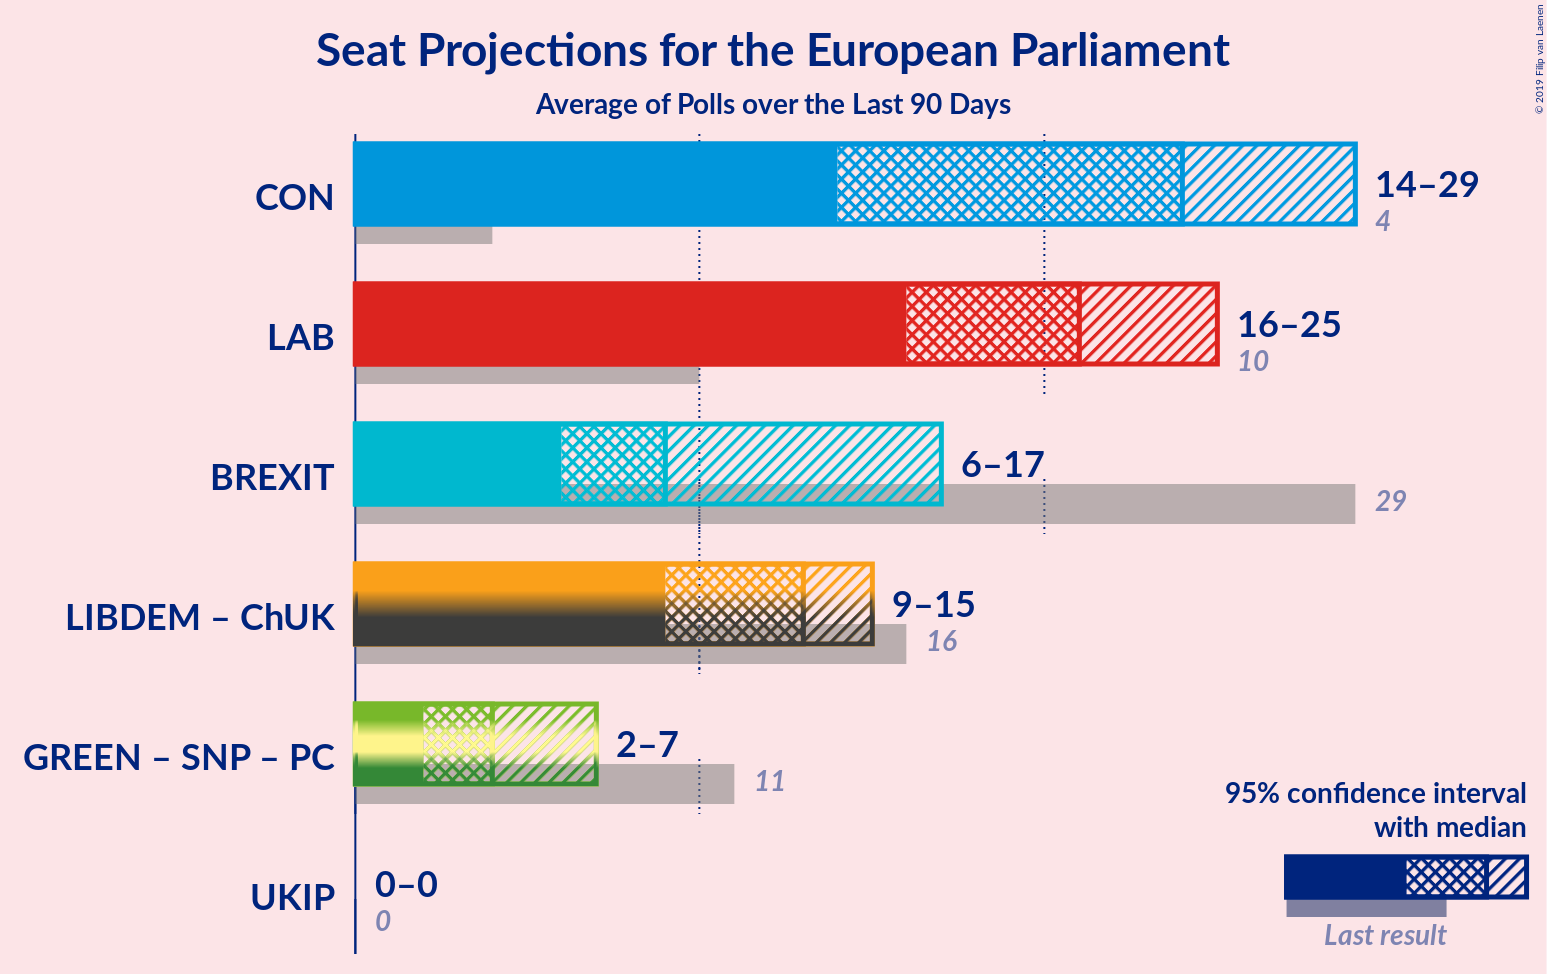 Seat Projections for the European Parliament
Average of Polls over the Last 90 Days
© 2019 Filip van Laenen
CON
14–29
4
LAB
16–25
10
BREXIT
6–17
29
LIBDEM – ChUK
9–15
16
GREEN – SNP – PC
2–7
11
UKIP
0–0
0
95% confidence interval
with median
Last result